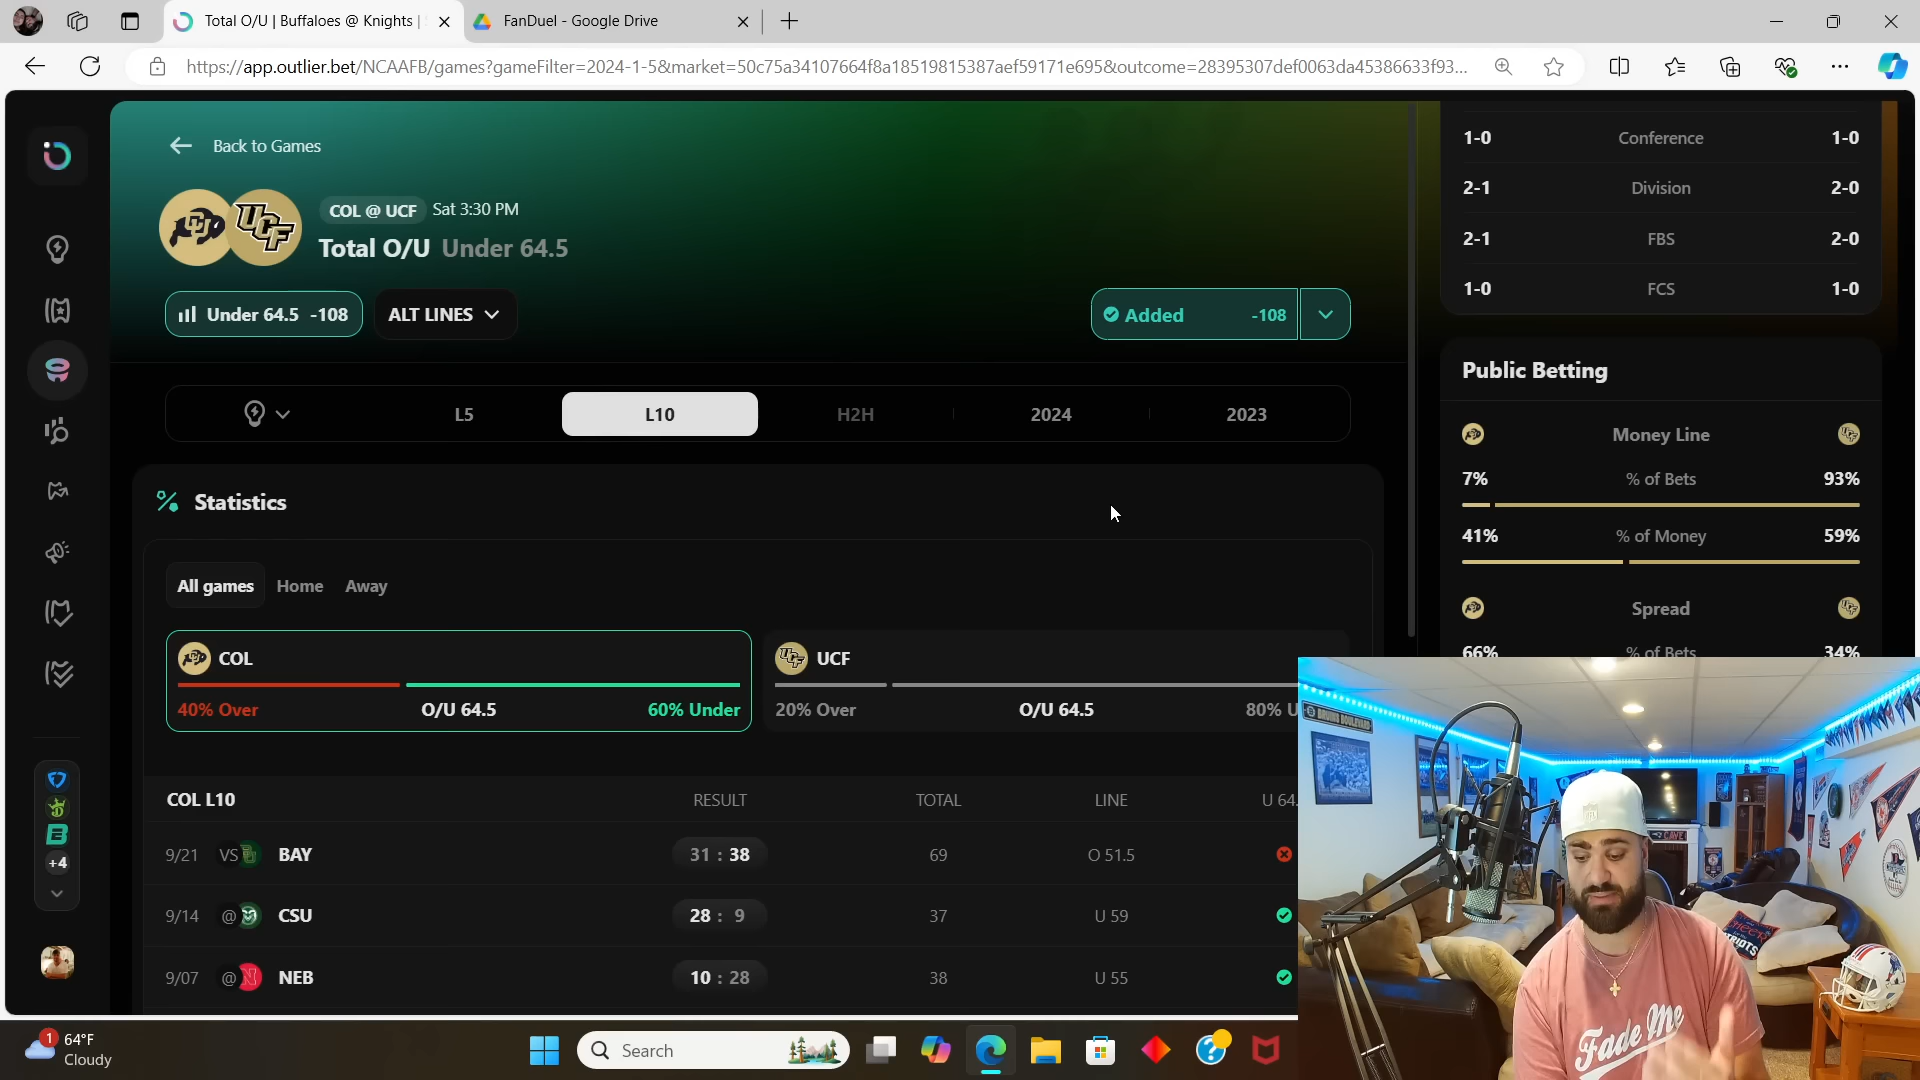 Total O/U | Buffaloes @ Knights |
FanDuel - Google Drive
https://app.outlier.bet/NCAAFB/games?gameFilter=2024-1-5&market=50c75a34107664f8a18519815387aef59171e695&outcome=28395307def0063da45386633f93...
Back to Games
COL @ UCF Sat 3:30 PM
Total O/U Under 64.5
Under 64.5 -108
ALT LINES
Added -108
L5 L10 H2H 2024 2023
Statistics
All games Home Away
COL
40% Over O/U 64.5 60% Under
UCF
20% Over O/U 64.5 80% U
COL L10 RESULT TOTAL LINE U 64.
9/21 VS BAY 31 : 38 69 O 51.5
9/14 @ CSU 28 : 9 37 U 59
9/07 @ NEB 10 : 28 38 U 55
1-0 Conference 1-0
2-1 Division 2-0
2-1 FBS 2-0
1-0 FCS 1-0
Public Betting
Money Line
7% % of Bets 93%
41% % of Money 59%
Spread
66% % of Bets 34%
+4
BRUINS BOULEVARD
CAVE
PATRIOTS
Fade Me
1
64°F
Cloudy
Search